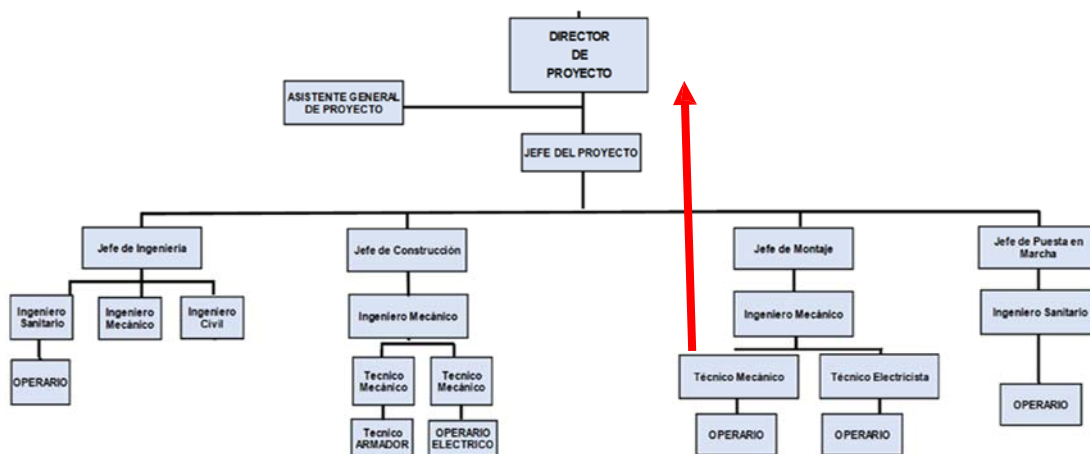 DIRECTOR
DE
PROYECTO
ASISTENTE GENERAL
DE PROYECTO
JEFE DEL PROYECTO
Jefe de Ingenieria
Jefe de Construcción
Jefe de Montaje
Jefe de Puesta en
Marcha
Ingeniero
Sanitario
Ingeniero
Mecánico
Ingeniero
Civil
Ingeniero Mecánico
Ingeniero Mecánico
Ingeniero Sanitario
OPERARIO
Tecnico
Mecánico
Tecnico
Mecánico
Técnico Mecánico
Técnico Electricista
Tecnico
ARMADOR
OPERARIO
ELECTRICO
OPERARIO
OPERARIO
OPERARIO